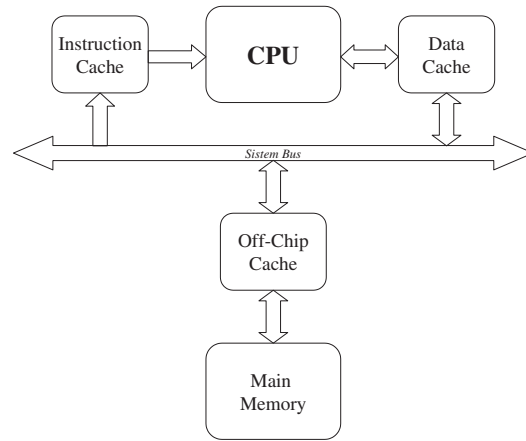 Instruction
Cache
CPU
Data
Cache
Sistem Bus
Off-Chip
Cache
Main
Memory